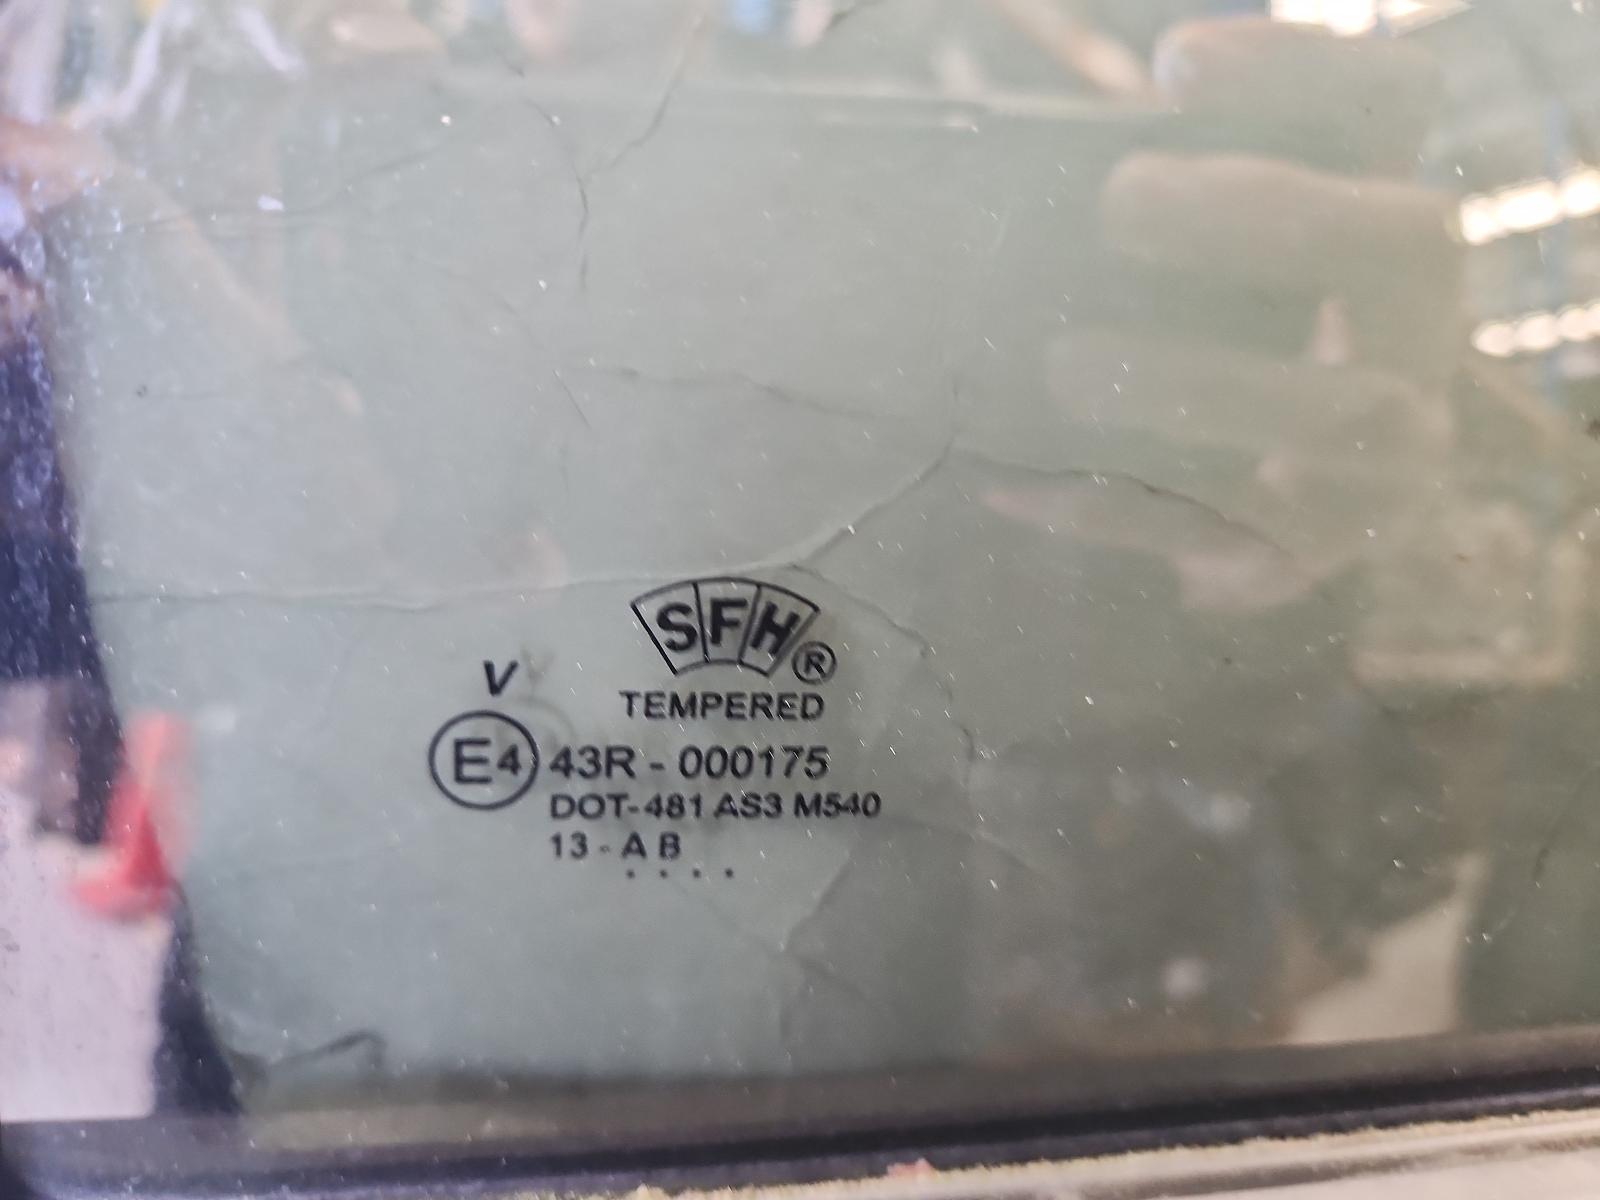 SFH®
TEMPERED
V
E4 43R - 000175
DOT-481 AS3 M540
13 - A B
. . . .